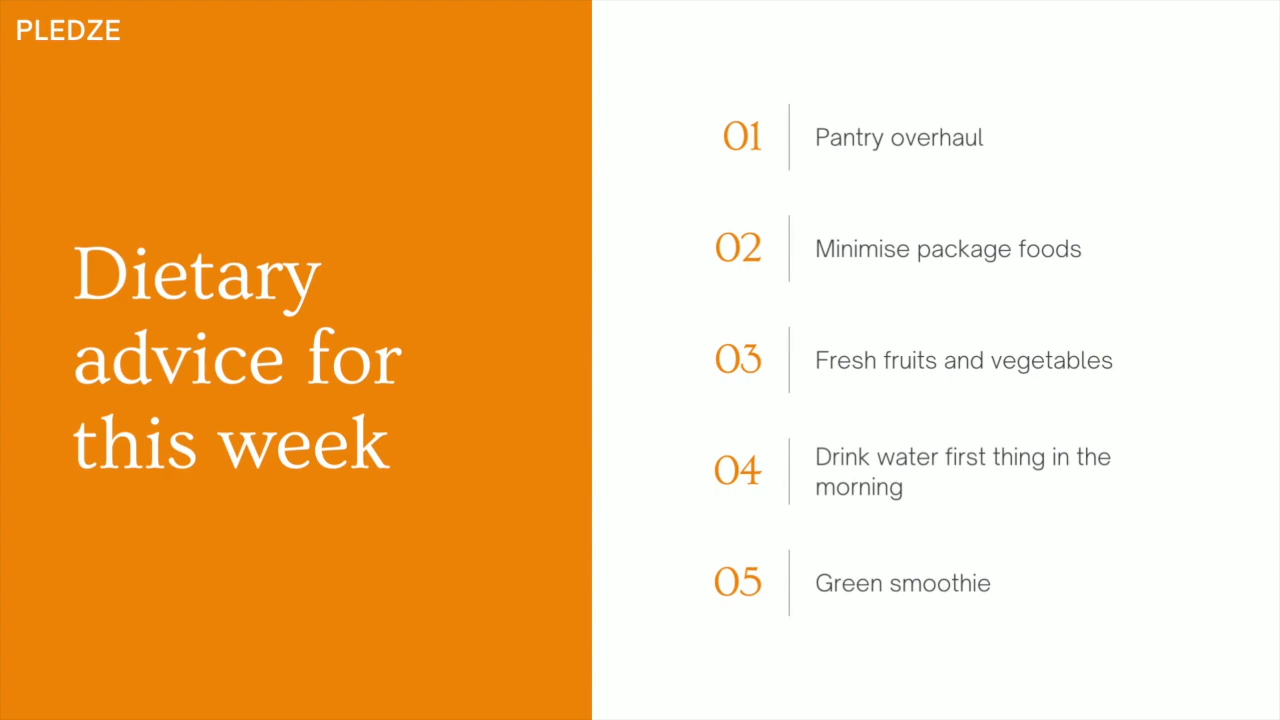 PLEDZE
Dietary
advice for
this week
01 Pantry overhaul
02 Minimise package foods
03 Fresh fruits and vegetables
04 Drink water first thing in the
morning
05 Green smoothie